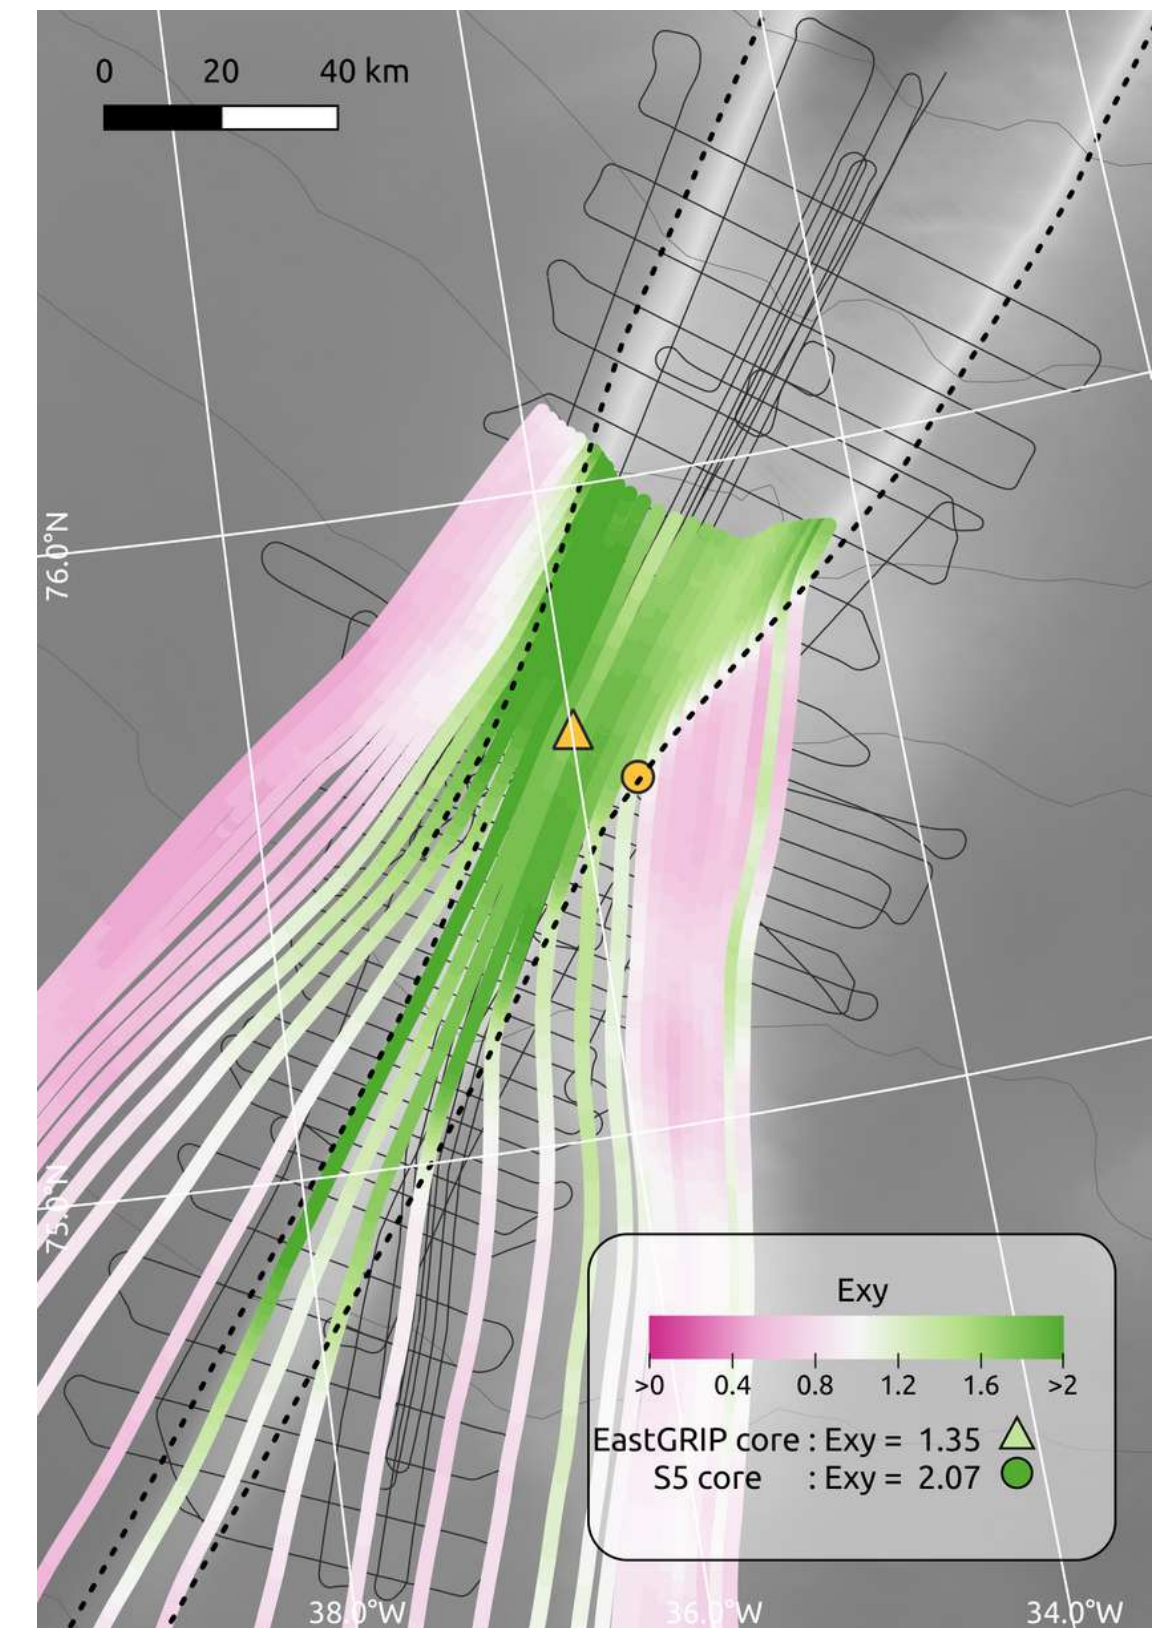 0 20 40 km
76.0°N
75.0°N
Exy
>0 0.4 0.8 1.2 1.6 >2
EastGRIP core : Exy = 1.35
S5 core : Exy = 2.07
38.0°W 36.0°W 34.0°W